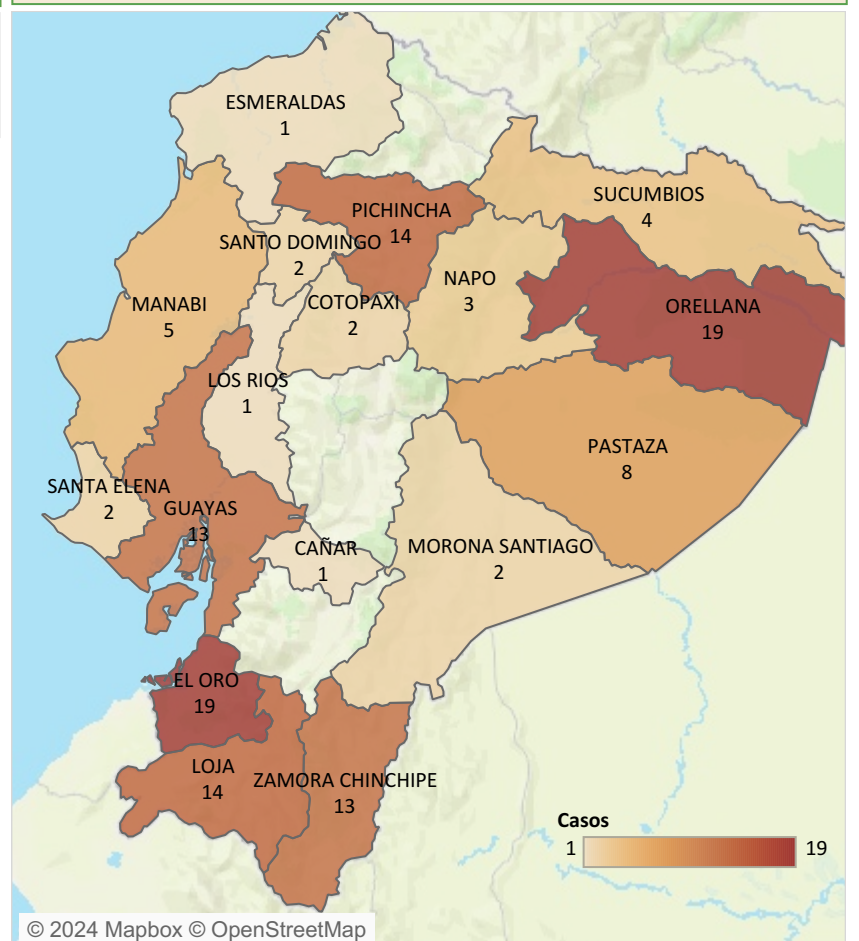 ESMERALDAS
1
SUCUMBIOS
4
PICHINCHA
14
SANTO DOMINGO
2
NAPO
3
COTOPAXI
2
MANABI
5
ORELLANA
19
LOS RIOS
1
PASTAZA
8
SANTA ELENA
2
GUAYAS
13
CAÑAR
1
MORONA SANTIAGO
2
EL ORO
19
LOJA
14
ZAMORA CHINCHIPE
13
Casos
1 19
© 2024 Mapbox © OpenStreetMap